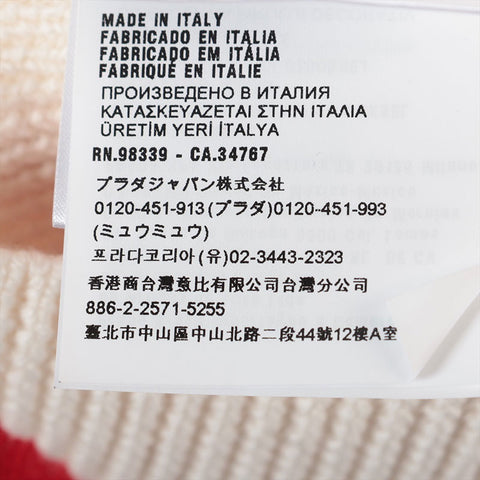 MADE IN ITALY
FABRICADO EN ITALIA
FABRICADO EM ITÁLIA
FABRIQUÉ EN ITALIE
ПРОИЗВЕДЕНО В ИТАЛИЯ
ΚΑΤΑΣΚΕΥΑΖΕΤΑΙ ΣΤΗΝ ΙΤΑΛΙΑ
ÜRETİM YERİ İTALYA
RN.98339 - CA.34767
プラダジャパン株式会社
0120-451-913(プラダ)0120-451-993
(ミュウミュウ)
프라다코리아(유)02-3443-2323
香港商台灣意比有限公司台灣分公司
886-2-2571-5255
臺北市中山區中山北路二段44號12樓A室